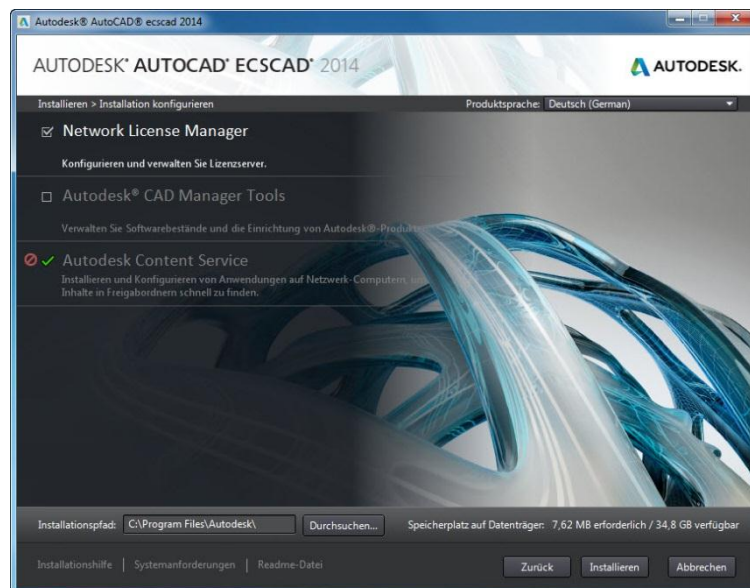 Autodesk® AutoCAD® ecscad 2014
AUTODESK® AUTOCAD® ECSCAD® 2014
AUTODESK.
Installieren > Installation konfigurieren
Produktsprache: Deutsch (German)
Network License Manager
Konfigurieren und verwalten Sie Lizenzserver.
Autodesk® CAD Manager Tools
Verwalten Sie Softwarebestände und die Einrichtung von Autodesk®-Produkt
Autodesk Content Service
Installieren und Konfigurieren von Anwendungen auf Netzwerk-Computern, um
Inhalte in Freigabordnern schnell zu finden.
Installationspfad: C:\Program Files\Autodesk\ Durchsuchen... Speicherplatz auf Datenträger: 7,62 MB erforderlich / 34,8 GB verfügbar
Installationshilfe | Systemanforderungen | Readme-Datei
Zurück Installieren Abbrechen